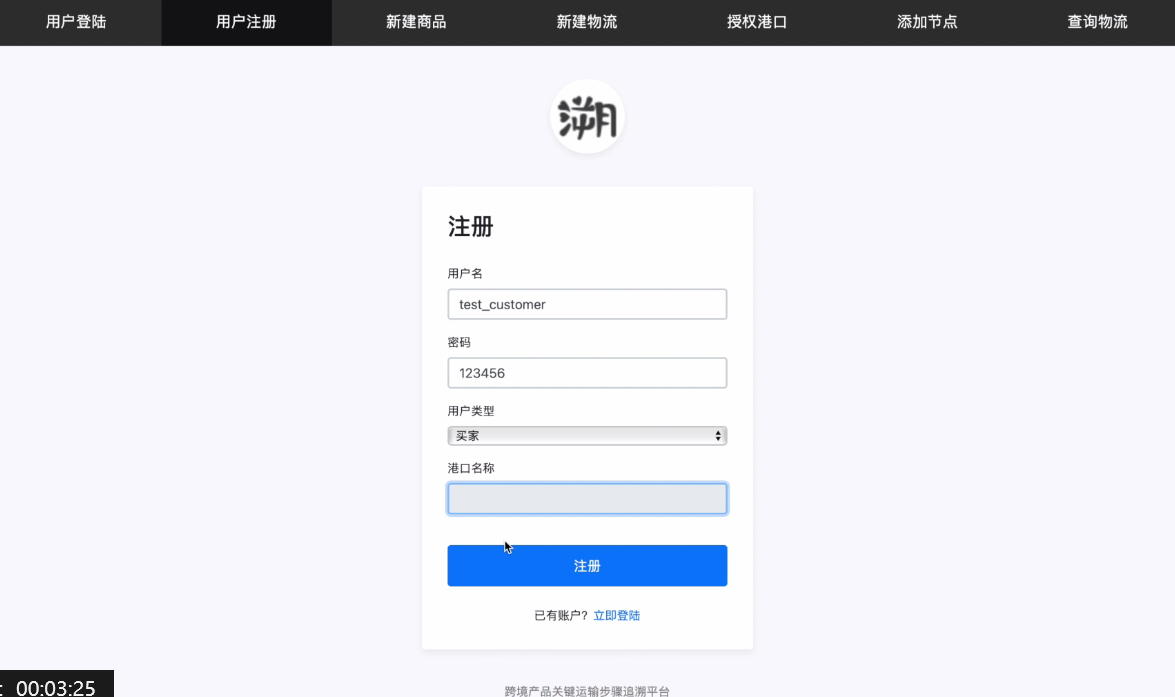 用户登陆 用户注册 新建商品 新建物流 授权港口 添加节点 查询物流
溯
注册
用户名
test_customer
密码
123456
用户类型
买家
港口名称
注册
已有账户? 立即登陆
跨境产品关键运输步骤追溯平台
: 00:03:25